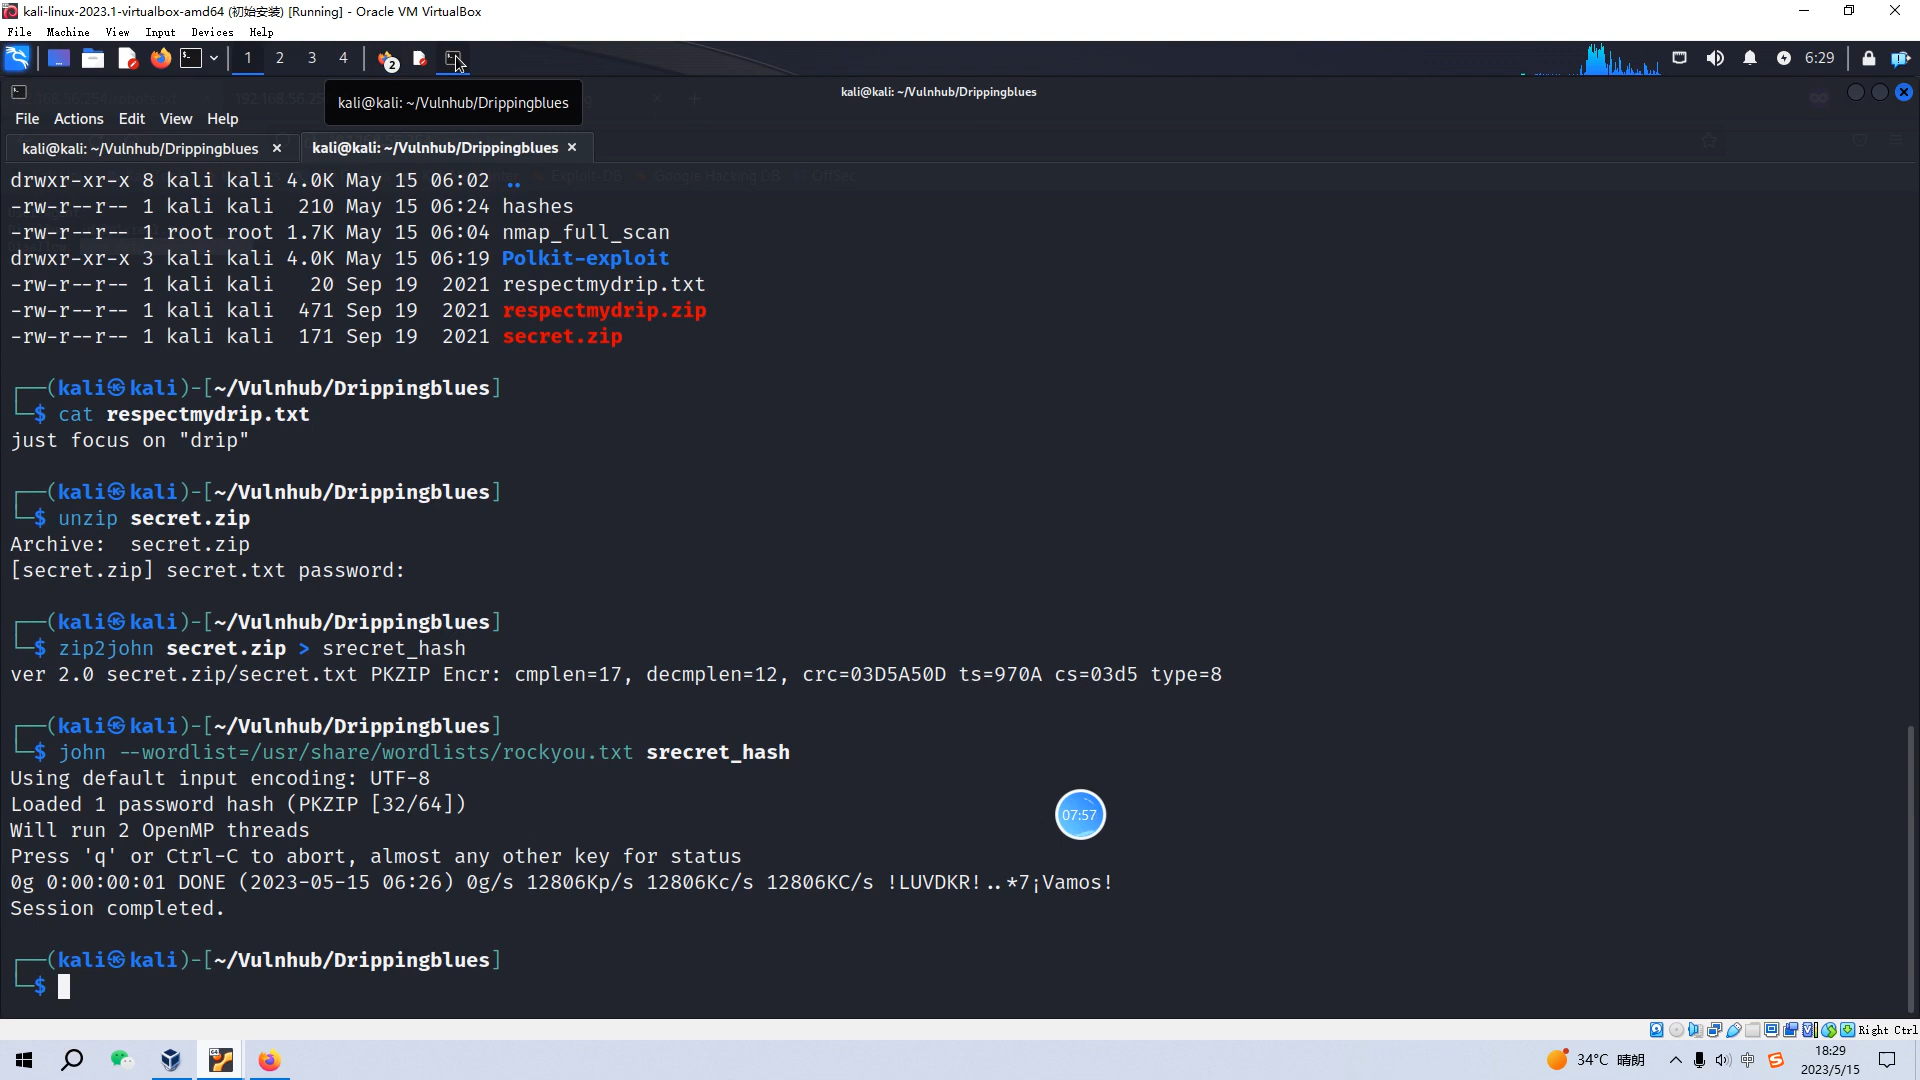 kali-linux-2023.1-virtualbox-amd64 (初始安装) [Running] - Oracle VM VirtualBox
File Machine View Input Devices Help
1 2 3 4 2 6:29
kali@kali: ~/Vulnhub/Drippingblues
kali@kali: ~/Vulnhub/Drippingblues
File Actions Edit View Help
kali@kali: ~/Vulnhub/Drippingblues × kali@kali: ~/Vulnhub/Drippingblues ×
Exploit-DB Google Hacking DB OffSec
drwxr-xr-x 8 kali kali 4.0K May 15 06:02 ..
-rw-r--r-- 1 kali kali 210 May 15 06:24 hashes
-rw-r--r-- 1 root root 1.7K May 15 06:04 nmap_full_scan
drwxr-xr-x 3 kali kali 4.0K May 15 06:19 Polkit-exploit
-rw-r--r-- 1 kali kali 20 Sep 19 2021 respectmydrip.txt
-rw-r--r-- 1 kali kali 471 Sep 19 2021 respectmydrip.zip
-rw-r--r-- 1 kali kali 171 Sep 19 2021 secret.zip
┌──(kali㉿kali)-[~/Vulnhub/Drippingblues]
└─$ cat respectmydrip.txt
just focus on "drip"
┌──(kali㉿kali)-[~/Vulnhub/Drippingblues]
└─$ unzip secret.zip
Archive: secret.zip
[secret.zip] secret.txt password:
┌──(kali㉿kali)-[~/Vulnhub/Drippingblues]
└─$ zip2john secret.zip > srecret_hash
ver 2.0 secret.zip/secret.txt PKZIP Encr: cmplen=17, decmplen=12, crc=03D5A50D ts=970A cs=03d5 type=8
┌──(kali㉿kali)-[~/Vulnhub/Drippingblues]
└─$ john --wordlist=/usr/share/wordlists/rockyou.txt srecret_hash
Using default input encoding: UTF-8
Loaded 1 password hash (PKZIP [32/64])
Will run 2 OpenMP threads
Press 'q' or Ctrl-C to abort, almost any other key for status
0g 0:00:00:01 DONE (2023-05-15 06:26) 0g/s 12806Kp/s 12806Kc/s 12806KC/s !LUVDKR!..*7¡Vamos!
Session completed.
07:57
┌──(kali㉿kali)-[~/Vulnhub/Drippingblues]
└─$
Right Ctrl
34°C 晴朗 中 18:29
2023/5/15